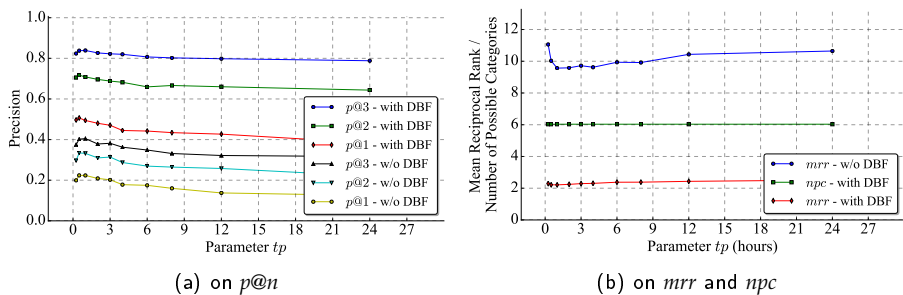 1.0
0.8
0.6
0.4
0.2
0.0
Precision
0 3 6 9 12 15 18 21 24 27
Parameter tp
p@3 - with DBF
p@2 - with DBF
p@1 - with DBF
p@3 - w/o DBF
p@2 - w/o DBF
p@1 - w/o DBF
(a) on p@n
12
10
8
6
4
2
0
Mean Reciprocal Rank /
Number of Possible Categories
0 3 6 9 12 15 18 21 24 27
Parameter tp (hours)
mrr - w/o DBF
npc - with DBF
mrr - with DBF
(b) on mrr and npc